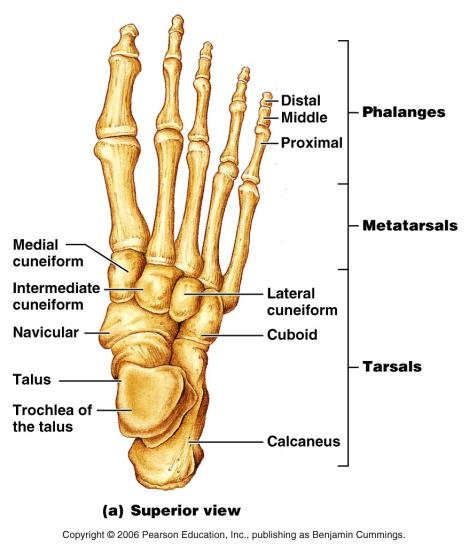 Distal
Middle
Proximal
Phalanges
Metatarsals
Medial
cuneiform
Intermediate
cuneiform
Navicular
Lateral
cuneiform
Cuboid
Tarsals
Talus
Trochlea of
the talus
Calcaneus
(a) Superior view
Copyright © 2006 Pearson Education, Inc., publishing as Benjamin Cummings.